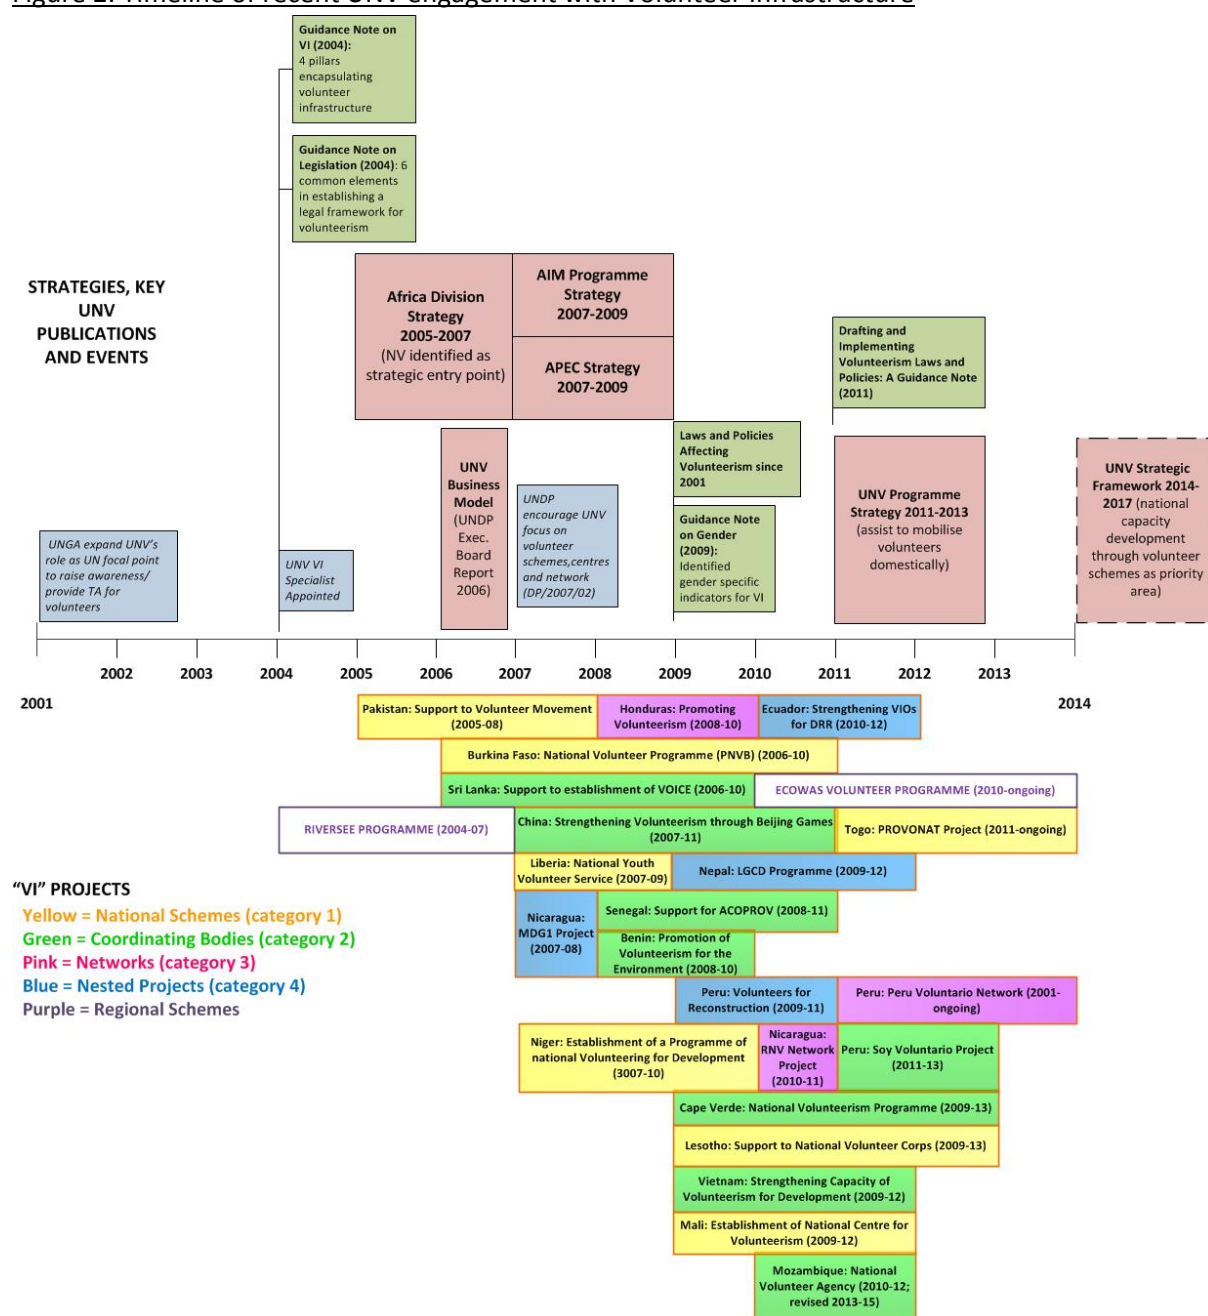 Figure 2: Timeline of recent UNV engagement with Volunteer Infrastructure
Guidance Note on
VI (2004):
4 pillars
encapsulating
volunteer
infrastructure
Guidance Note on
Legislation (2004): 6
common elements
in establishing a
legal framework for
volunteerism
STRATEGIES, KEY
UNV
PUBLICATIONS
AND EVENTS
Africa Division
Strategy
2005-2007
(NV identified as
strategic entry point)
AIM Programme
Strategy
2007-2009
APEC Strategy
2007-2009
Drafting and
Implementing
Volunteerism Laws and
Policies: A Guidance Note
(2011)
UNGA expand UNV's
role as UN focal point
to raise awareness/
provide TA for
volunteers
UNV VI
Specialist
Appointed
UNV
Business
Model
(UNDP
Exec.
Board
Report
2006)
UNDP
encourage UNV
focus on
volunteer
schemes,centres
and network
(DP/2007/02)
Laws and Policies
Affecting
Volunteerism since
2001
Guidance Note
on Gender
(2009):
Identified
gender specific
indicators for VI
UNV Programme
Strategy 2011-2013
(assist to mobilise
volunteers
domestically)
UNV Strategic
Framework 2014-
2017 (national
capacity
development
through volunteer
schemes as priority
area)
2002 2003 2004 2005 2006 2007 2008 2009 2010 2011 2012 2013
2001
2014
Pakistan: Support to Volunteer Movement
(2005-08)
Honduras: Promoting
Volunteerism (2008-10)
Ecuador: Strengthening VIOs
for DRR (2010-12)
Burkina Faso: National Volunteer Programme (PNVB) (2006-10)
Sri Lanka: Support to establishment of VOICE (2006-10)
ECOWAS VOLUNTEER PROGRAMME (2010-ongoing)
RIVERSEE PROGRAMME (2004-07)
China: Strengthening Volunteerism through Beijing Games
(2007-11)
Togo: PROVONAT Project (2011-ongoing)
Liberia: National Youth
Volunteer Service (2007-09)
Nepal: LGCD Programme (2009-12)
"VI" PROJECTS
Yellow = National Schemes (category 1)
Green = Coordinating Bodies (category 2)
Pink = Networks (category 3)
Blue = Nested Projects (category 4)
Purple = Regional Schemes
Nicaragua:
MDG1 Project
(2007-08)
Senegal: Support for ACOPROV (2008-11)
Benin: Promotion of
Volunteerism for the
Environment (2008-10)
Peru: Volunteers for
Reconstruction (2009-11)
Peru: Peru Voluntario Network (2001-
ongoing)
Niger: Establishment of a Programme of
national Volunteering for Development
(3007-10)
Nicaragua:
RNV Network
Project
(2010-11)
Peru: Soy Voluntario Project
(2011-13)
Cape Verde: National Volunteerism Programme (2009-13)
Lesotho: Support to National Volunteer Corps (2009-13)
Vietnam: Strengthening Capacity of
Volunteerism for Development (2009-12)
Mali: Establishment of National Centre for
Volunteerism (2009-12)
Mozambique: National
Volunteer Agency (2010-12;
revised 2013-15)